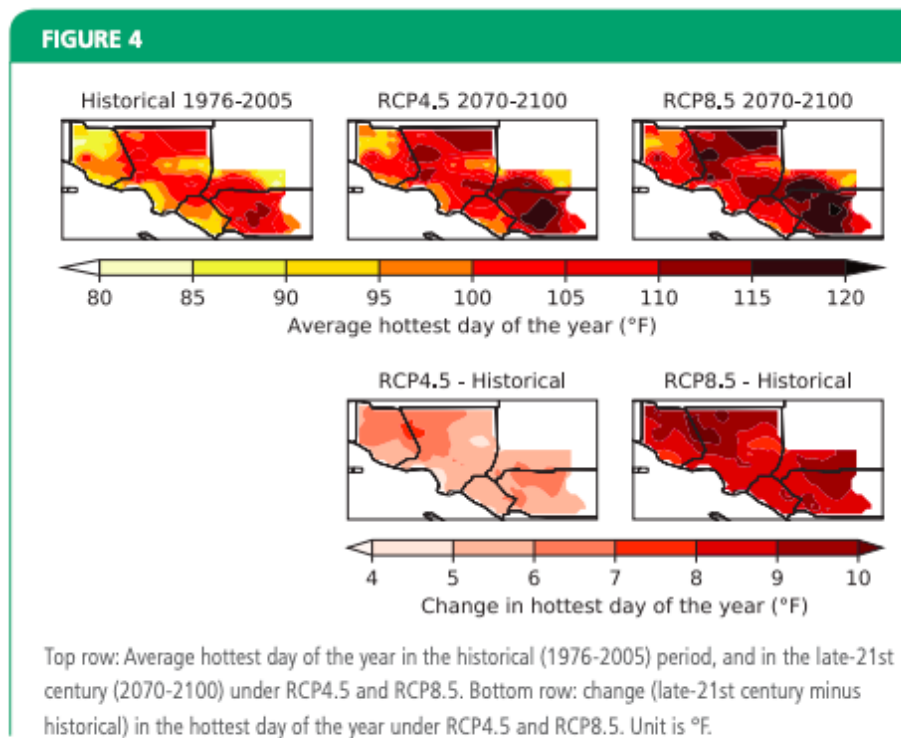 FIGURE 4
Historical 1976-2005
RCP4.5 2070-2100
RCP8.5 2070-2100
80 85 90 95 100 105 110 115 120
Average hottest day of the year (°F)
RCP4.5 - Historical
RCP8.5 - Historical
4 5 6 7 8 9 10
Change in hottest day of the year (°F)
Top row: Average hottest day of the year in the historical (1976-2005) period, and in the late-21st
century (2070-2100) under RCP4.5 and RCP8.5. Bottom row: change (late-21st century minus
historical) in the hottest day of the year under RCP4.5 and RCP8.5. Unit is °F.